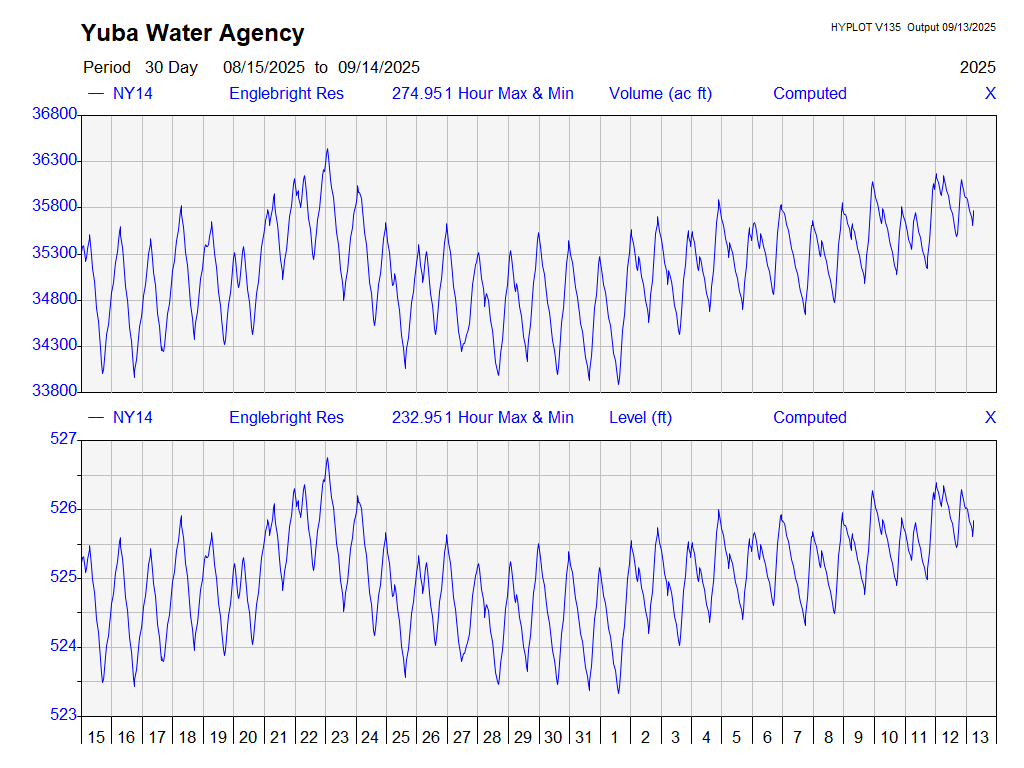 Yuba Water Agency
HYPLOT V135 Output 09/13/2025
Period 30 Day 08/15/2025 to 09/14/2025 2025
NY14 Englebright Res 274.951 Hour Max & Min Volume (ac ft) Computed X
36800
36300
35800
35300
34800
34300
33800
NY14 Englebright Res 232.951 Hour Max & Min Level (ft) Computed X
527
526
525
524
523
15 16 17 18 19 20 21 22 23 24 25 26 27 28 29 30 31 1 2 3 4 5 6 7 8 9 10 11 12 13